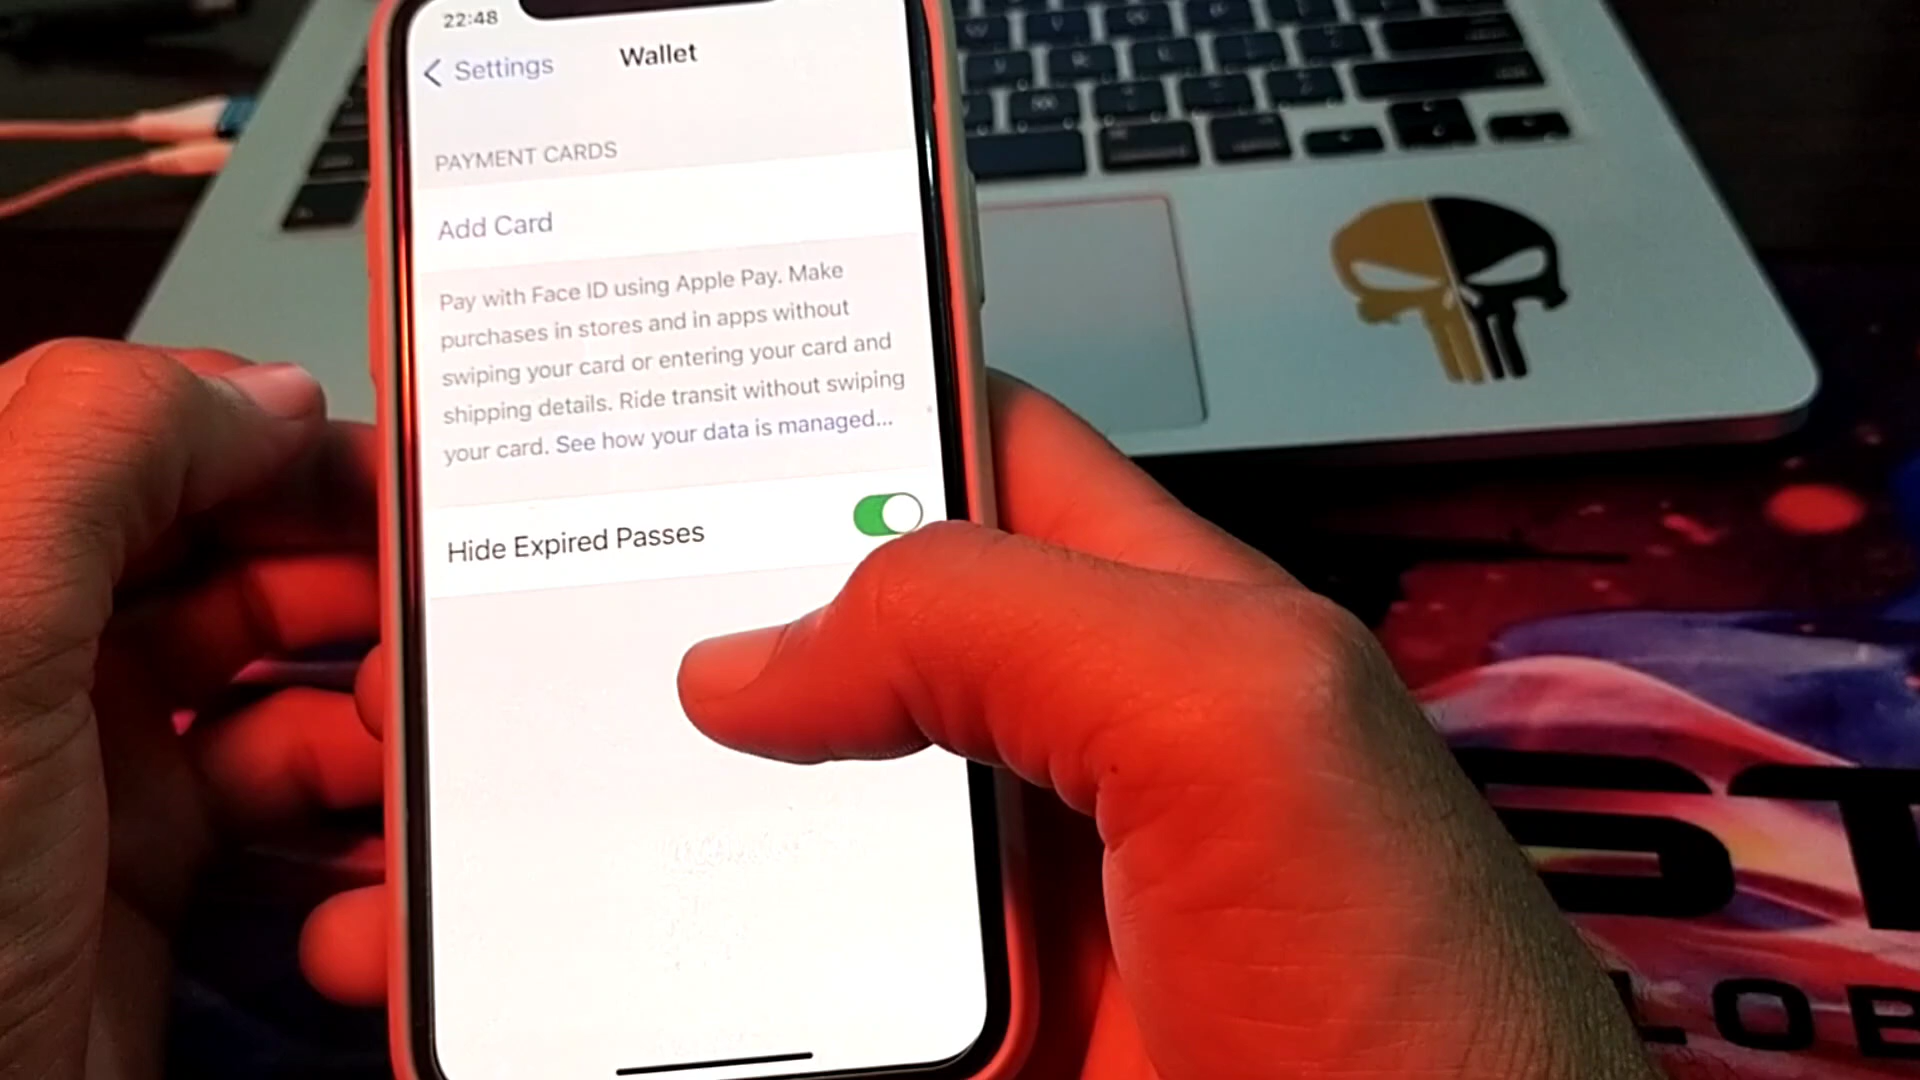 22:48
Settings
Wallet
PAYMENT CARDS
Add Card
Pay with Face ID using Apple Pay. Make
purchases in stores and in apps without
swiping your card or entering your card and
shipping details. Ride transit without swiping
your card. See how your data is managed...
Hide Expired Passes
ST
LOB